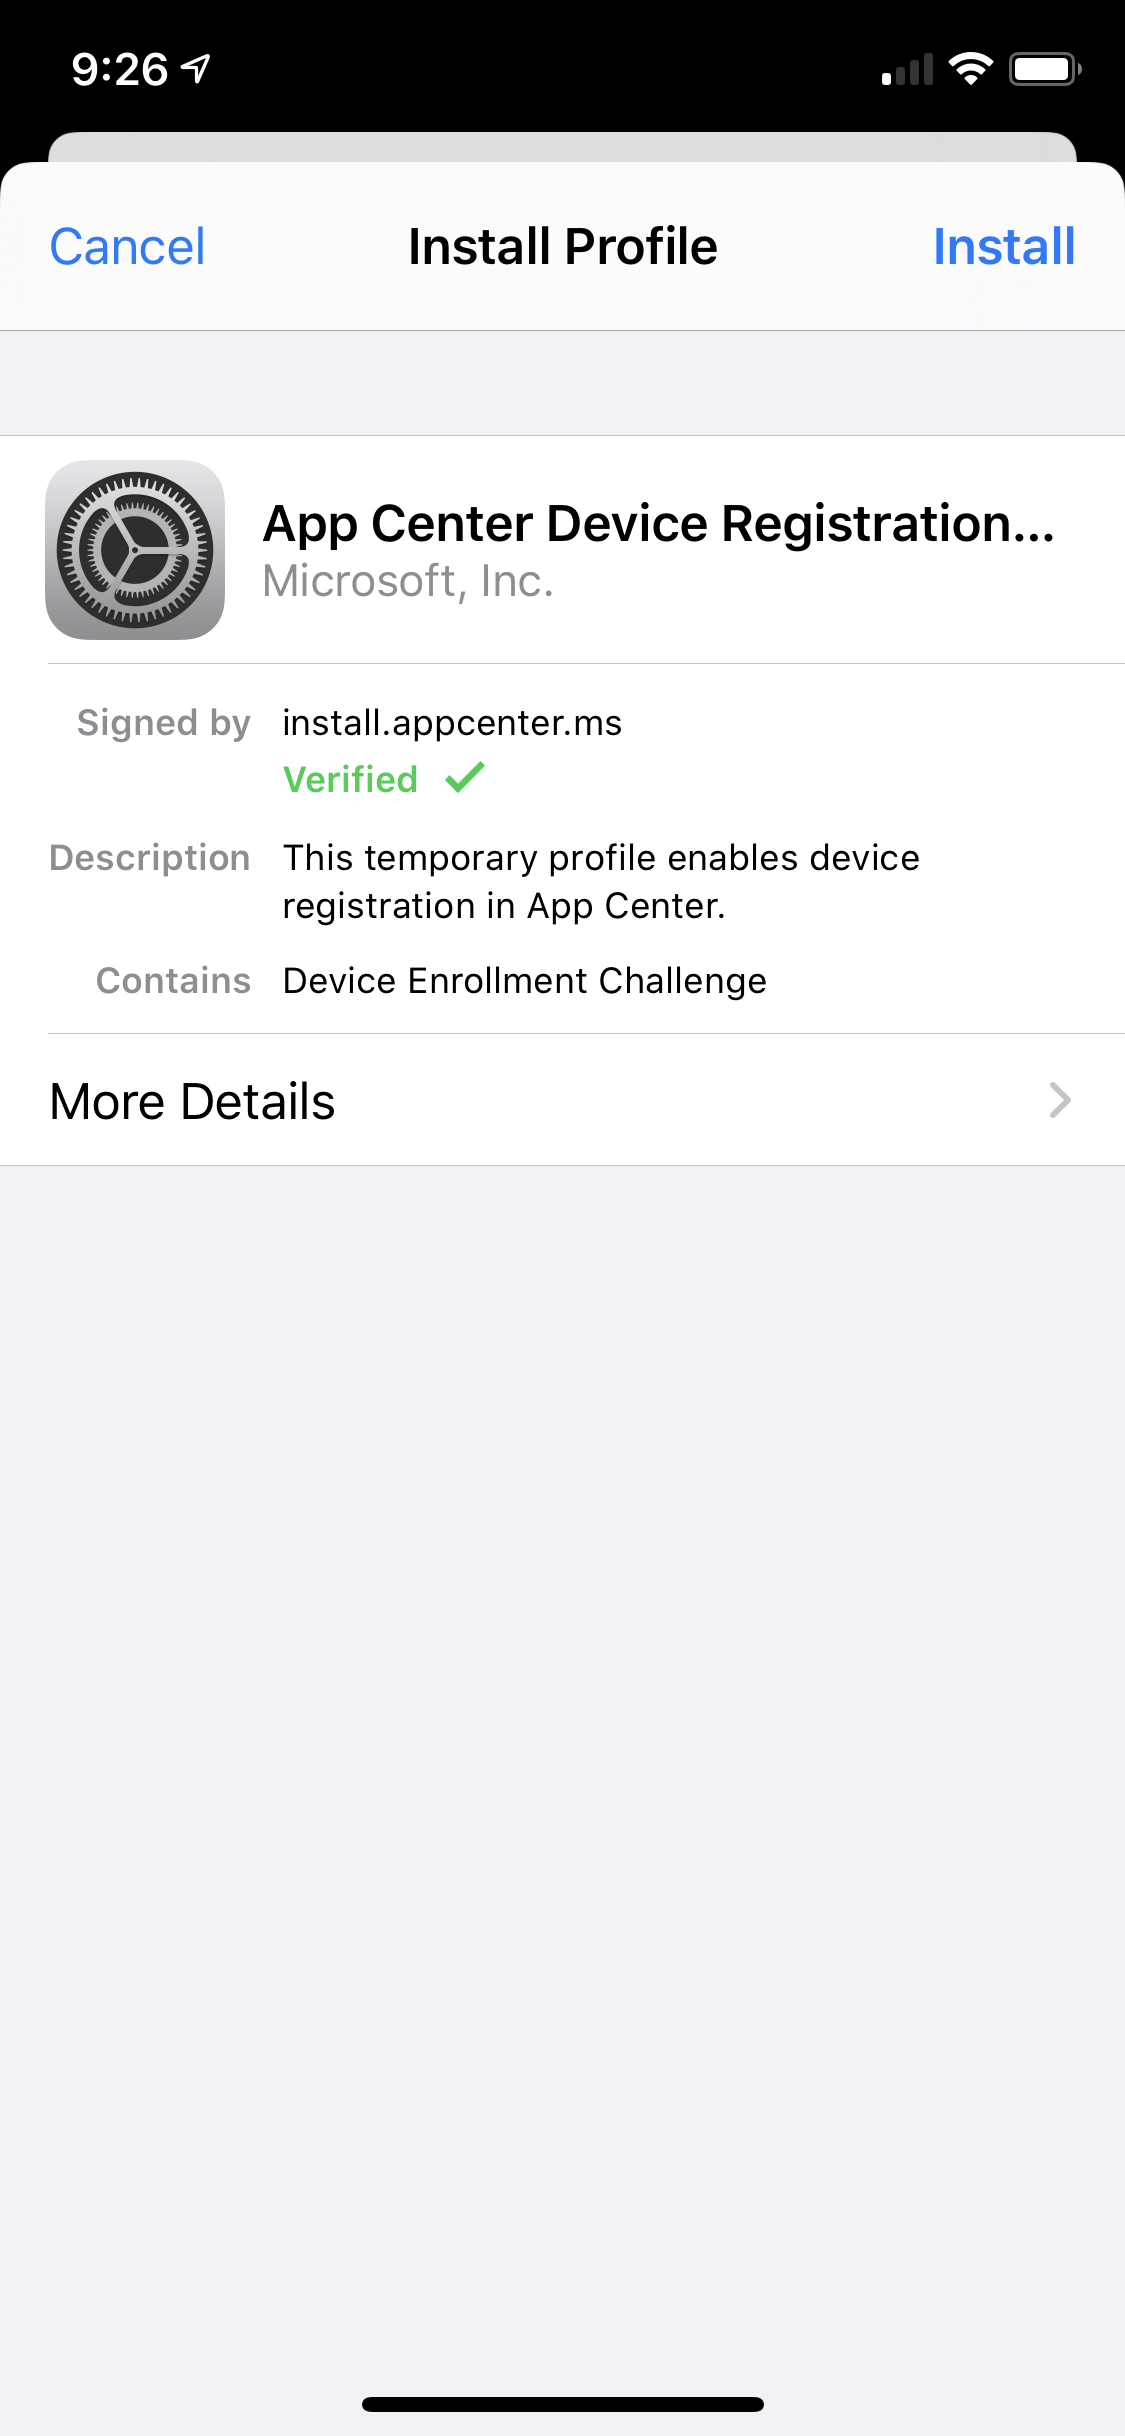 9:26
Cancel
Install Profile
Install
App Center Device Registration...
Microsoft, Inc.
Signed by install.appcenter.ms
Verified ✓
Description This temporary profile enables device
registration in App Center.
Contains Device Enrollment Challenge
More Details